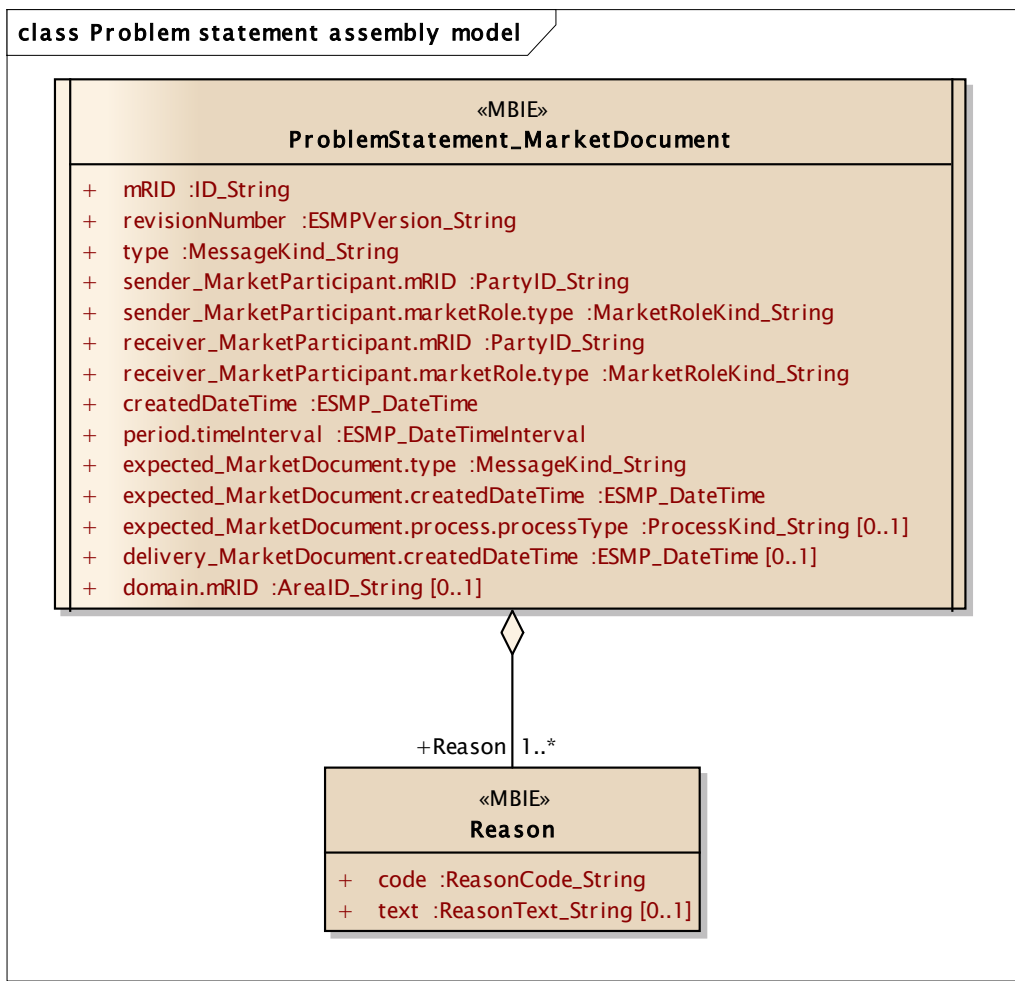 class Problem statement assembly model
«MBIE»
ProblemStatement_MarketDocument
+ mRID :ID_String
+ revisionNumber :ESMPVersion_String
+ type :MessageKind_String
+ sender_MarketParticipant.mRID :PartyID_String
+ sender_MarketParticipant.marketRole.type :MarketRoleKind_String
+ receiver_MarketParticipant.mRID :PartyID_String
+ receiver_MarketParticipant.marketRole.type :MarketRoleKind_String
+ createdDateTime :ESMP_DateTime
+ period.timeInterval :ESMP_DateTimeInterval
+ expected_MarketDocument.type :MessageKind_String
+ expected_MarketDocument.createdDateTime :ESMP_DateTime
+ expected_MarketDocument.process.processType :ProcessKind_String [0..1]
+ delivery_MarketDocument.createdDateTime :ESMP_DateTime [0..1]
+ domain.mRID :AreaID_String [0..1]
+Reason 1..*
«MBIE»
Reason
+ code :ReasonCode_String
+ text :ReasonText_String [0..1]